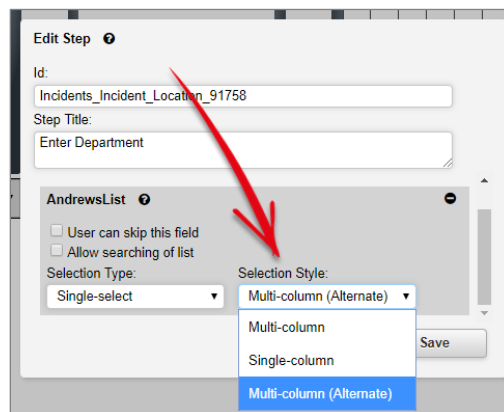 Edit Step ?
Id:
Incidents_Incident_Location_91758
Step Title:
Enter Department
AndrewsList ?
User can skip this field
Allow searching of list
Selection Type: Selection Style:
Single-select Multi-column (Alternate)
Multi-column
Single-column
Save
Multi-column (Alternate)